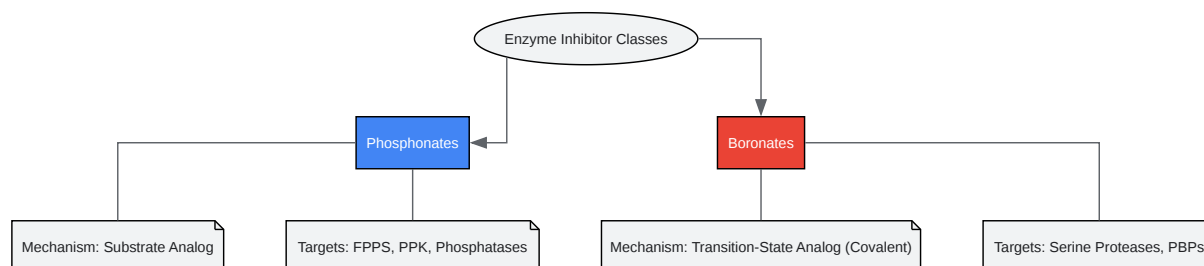 Enzyme Inhibitor Classes
Phosphonates
Boronates
Mechanism: Substrate Analog
Targets: FPPS, PPK, Phosphatases
Mechanism: Transition-State Analog (Covalent)
Targets: Serine Proteases, PBPs